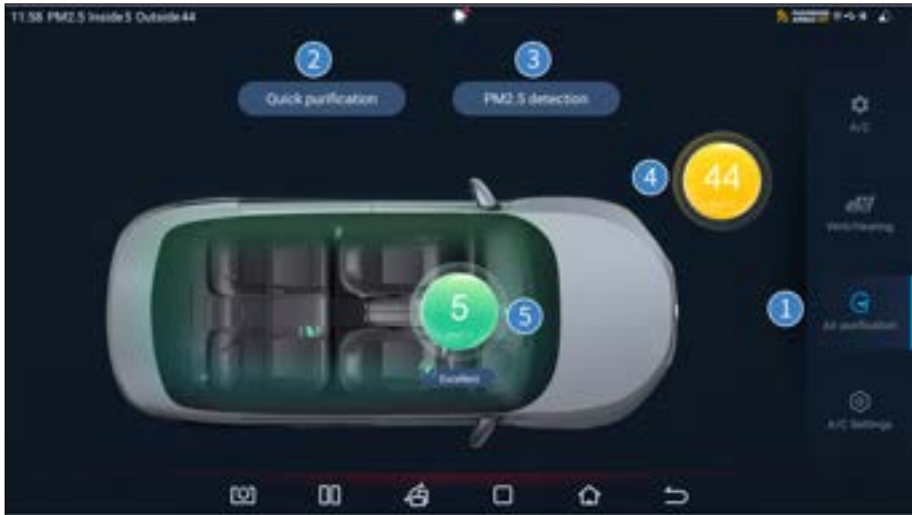 11:58 PM2.5 Inside:5 Outside:44
2
3
Quick purification
PM2.5 detection
A/C
4
44
Vent/Heating
5
5
1
Air purification
Excellent
A/C Settings